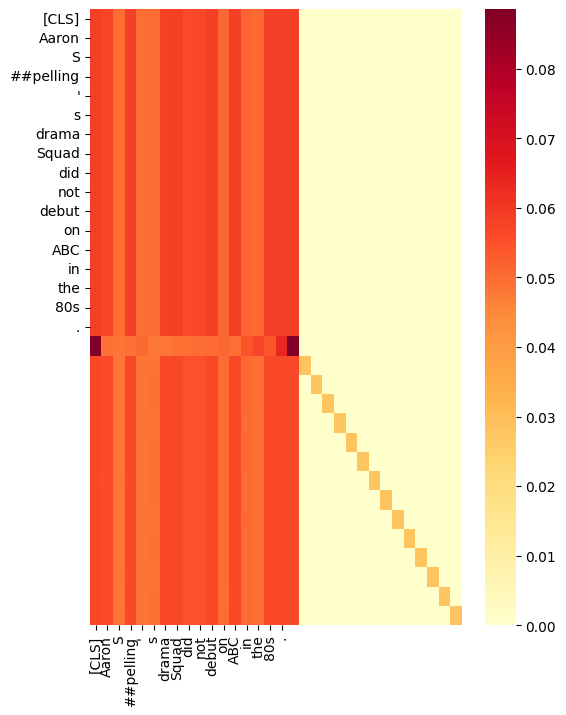 [CLS]
Aaron
S
##pelling
'
s
drama
Squad
did
not
debut
on
ABC
in
the
80s
.
0.08
0.07
0.06
0.05
0.04
0.03
0.02
0.01
0.00
[CLS]
Aaron
S
##pelling
'
s
drama
Squad
did
not
debut
on
ABC
in
the
80s
.